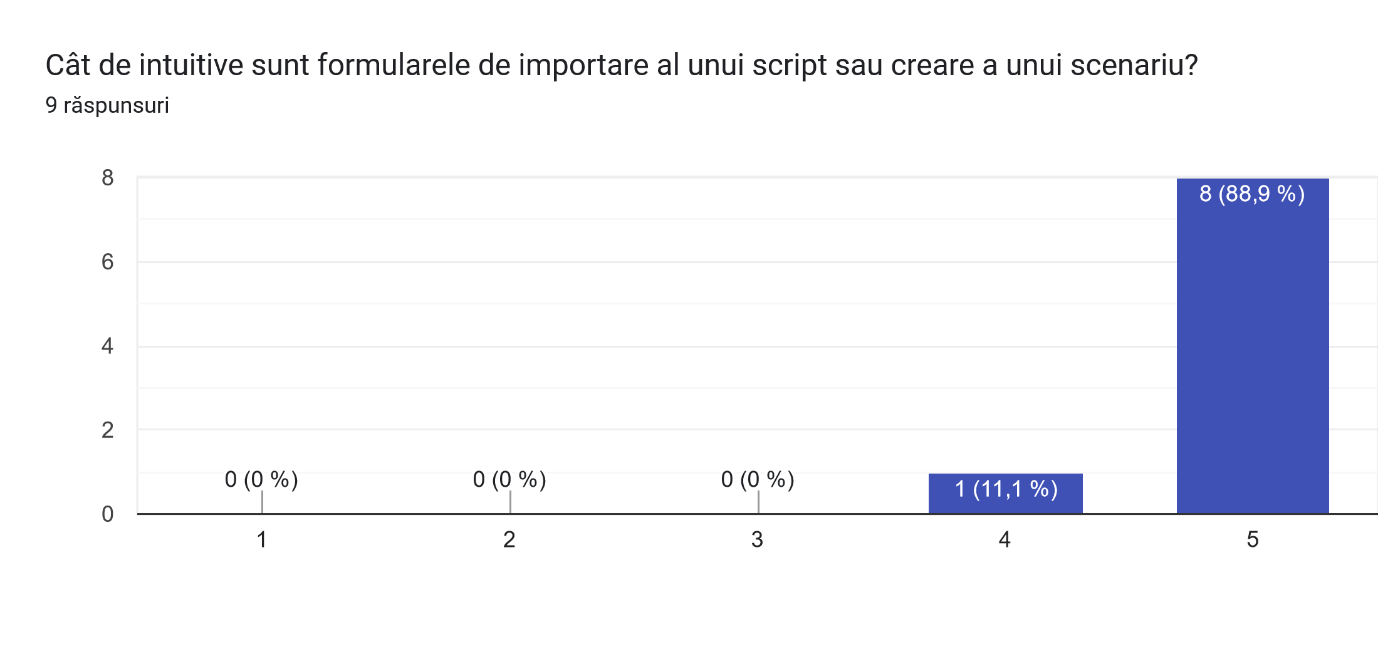 Cât de intuitive sunt formularele de importare al unui script sau creare a unui scenariu?
9 răspunsuri
8
6
4
2
0
0 (0 %)
0 (0 %)
0 (0 %)
1 (11,1 %)
8 (88,9 %)
1
2
3
4
5